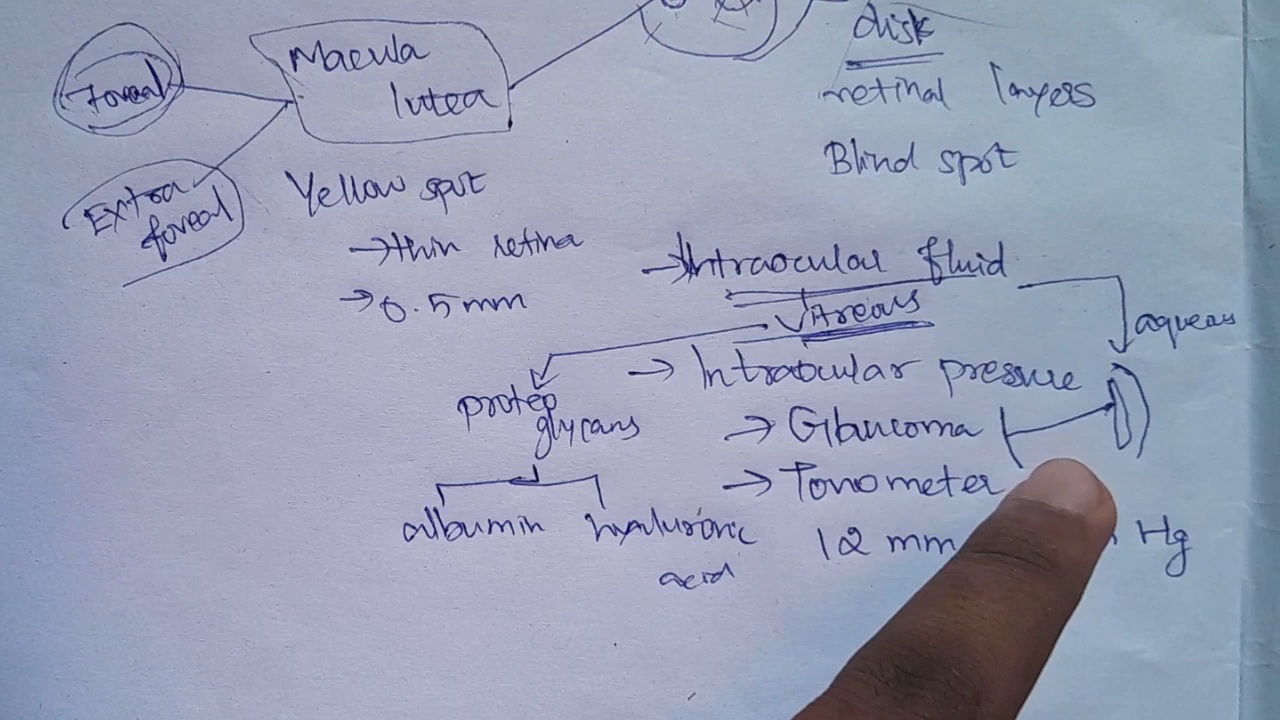 disk
Macula
lutea
Foveal
retinal layers
Blind spot
Extra
foveal
Yellow spot
→thin retina
→0.5mm
→Intraocular fluid
Vitreous
aqueous
→ Intraocular pressure
proteo
glycans
→ Glaucoma
→ Tonometer
albumin hyaluronic
acid
12 mm Hg